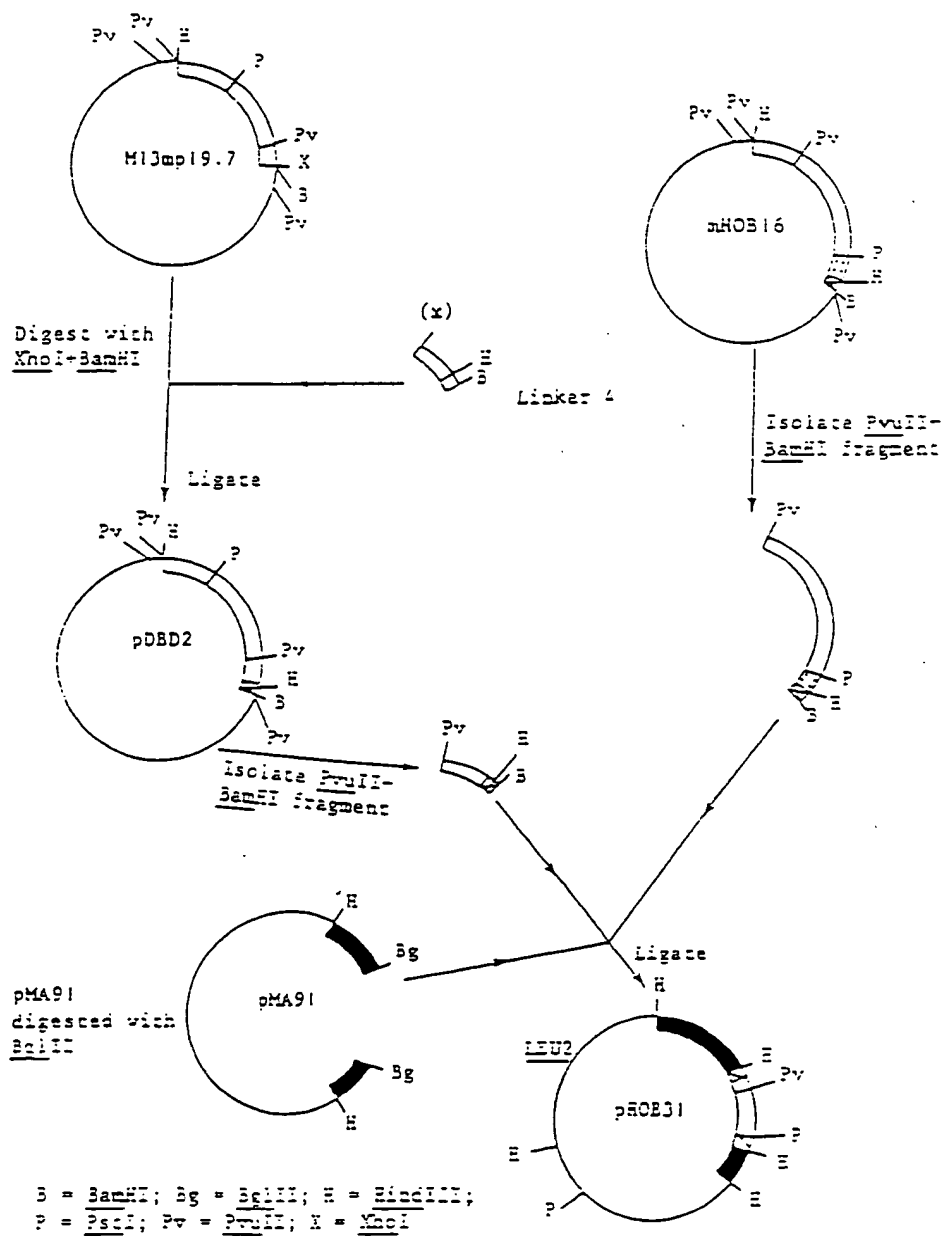 Pv
Pv
H
P
Pv
X
B
Pv
M13mp19.7
Pv
Pv
H
Pv
P
H
B
Pv
mHOB16
Digest with
XhoI+BamHI
(x)
H
B
Linker 4
Isolate PvuII-
BamHI fragment
Ligate
Pv
Pv
H
P
Pv
H
B
Pv
pDBD2
Pv
P
H
B
Isolate PvuII-
BamHI fragment
Pv
H
B
pMA91
digested with
BglII
H
Bg
Bg
H
pMA91
Ligate
H
LEU2
H
Pv
P
H
H
P
H
pROB31
B = BamHI; Bg = BglII; H = HindIII;
P = PstI; Pv = PvuII; X = XhoI